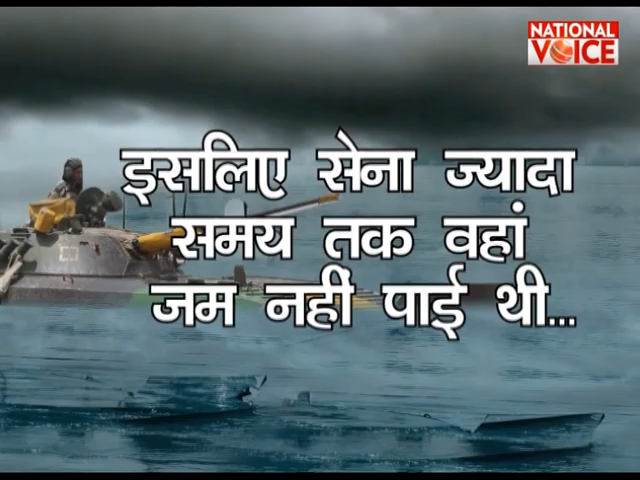 NATIONAL
VOICE
इसलिए सेना ज्यादा
समय तक वहां
जम नहीं पाई थी...